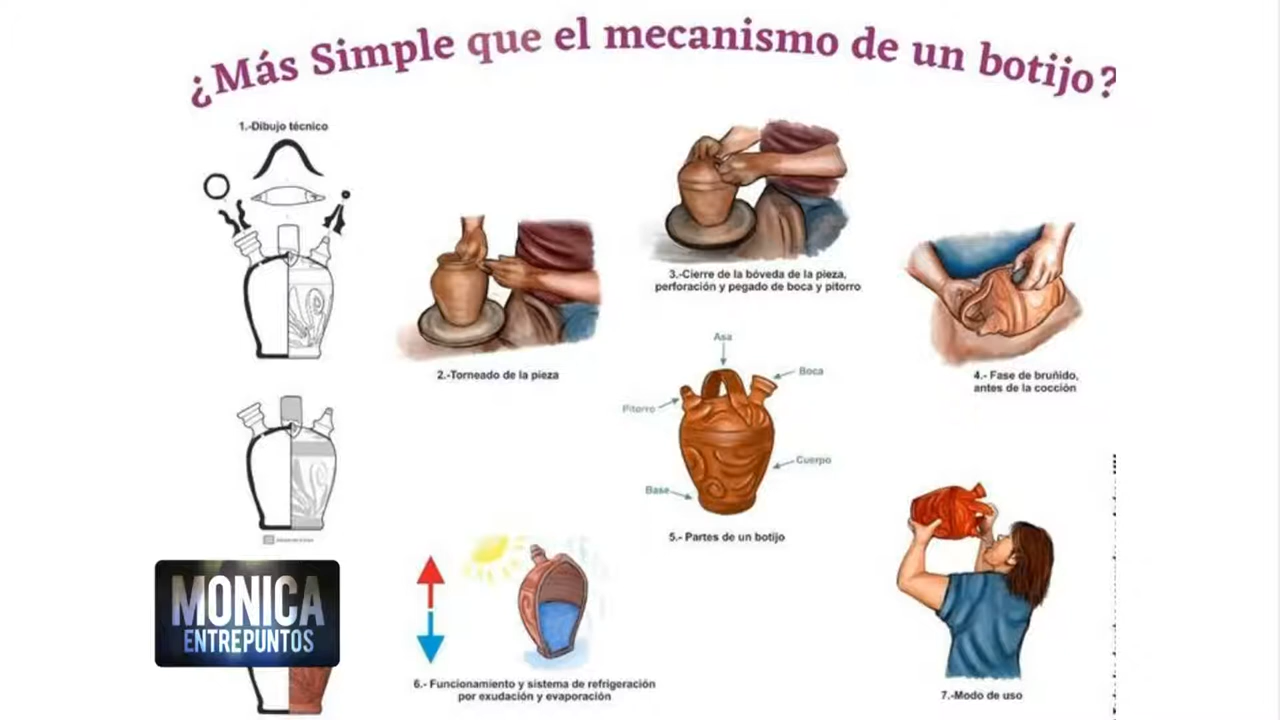 ¿Más Simple que el mecanismo de un botijo?
1.-Dibujo técnico
2.-Torneado de la pieza
3.-Cierre de la bóveda de la pieza,
perforación y pegado de boca y pitorro
4.- Fase de bruñido,
antes de la cocción
Asa
Boca
Pitorro
Cuerpo
Base
5.- Partes de un botijo
MONICA
ENTREPUNTOS
6.- Funcionamiento y sistema de refrigeración
por exudación y evaporación
7.-Modo de uso